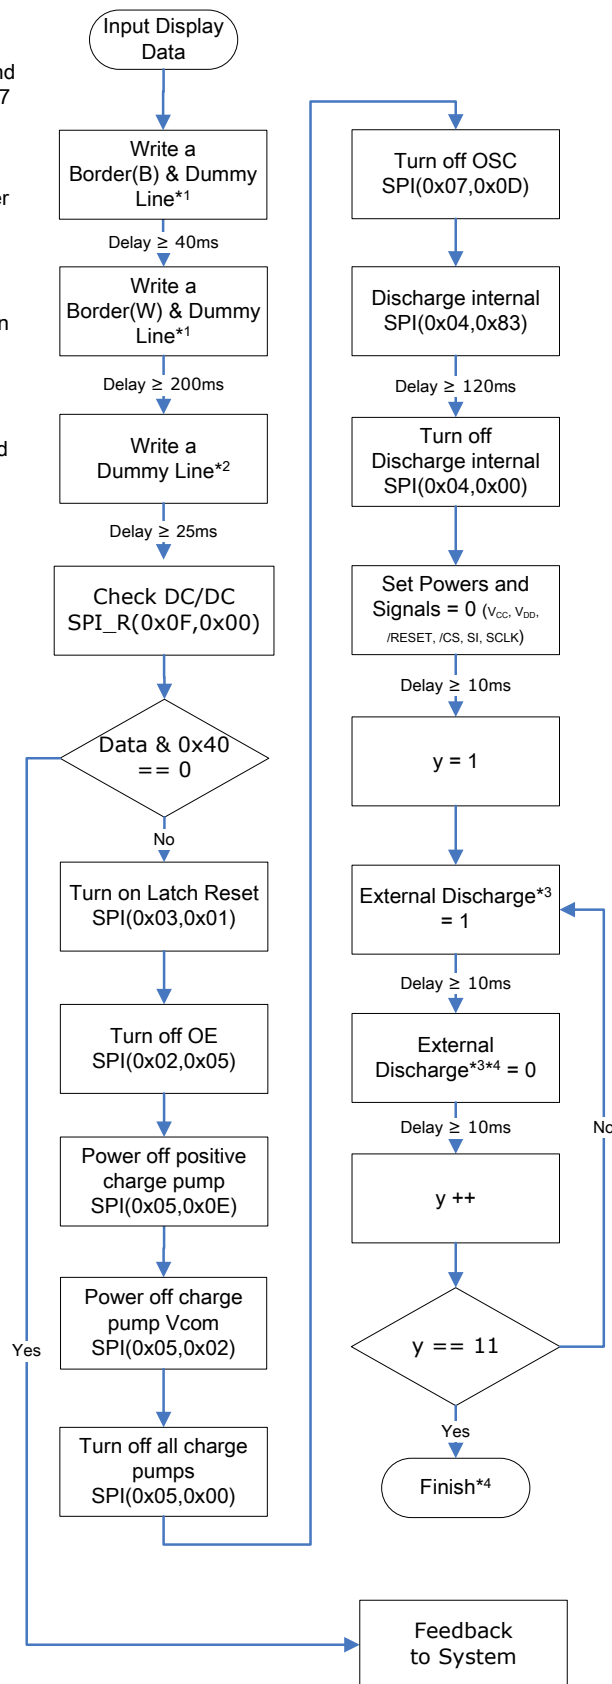 Input Display
Data
nd
7
er
n
d
Write a
Border(B) & Dummy
Line*1
Delay ≥ 40ms
Write a
Border(W) & Dummy
Line*1
Delay ≥ 200ms
Write a
Dummy Line*2
Delay ≥ 25ms
Check DC/DC
SPI_R(0x0F,0x00)
Data & 0x40
== 0
No
Turn on Latch Reset
SPI(0x03,0x01)
Turn off OE
SPI(0x02,0x05)
Power off positive
charge pump
SPI(0x05,0x0E)
Power off charge
pump Vcom
SPI(0x05,0x02)
Yes
Turn off all charge
pumps
SPI(0x05,0x00)
Turn off OSC
SPI(0x07,0x0D)
Discharge internal
SPI(0x04,0x83)
Delay ≥ 120ms
Turn off
Discharge internal
SPI(0x04,0x00)
Set Powers and
Signals = 0 (VCC, VDD,
/RESET, /CS, SI, SCLK)
Delay ≥ 10ms
y = 1
External Discharge*3
= 1
Delay ≥ 10ms
External
Discharge*3*4 = 0
Delay ≥ 10ms
No
y ++
y == 11
Yes
Finish*4
Feedback
to System